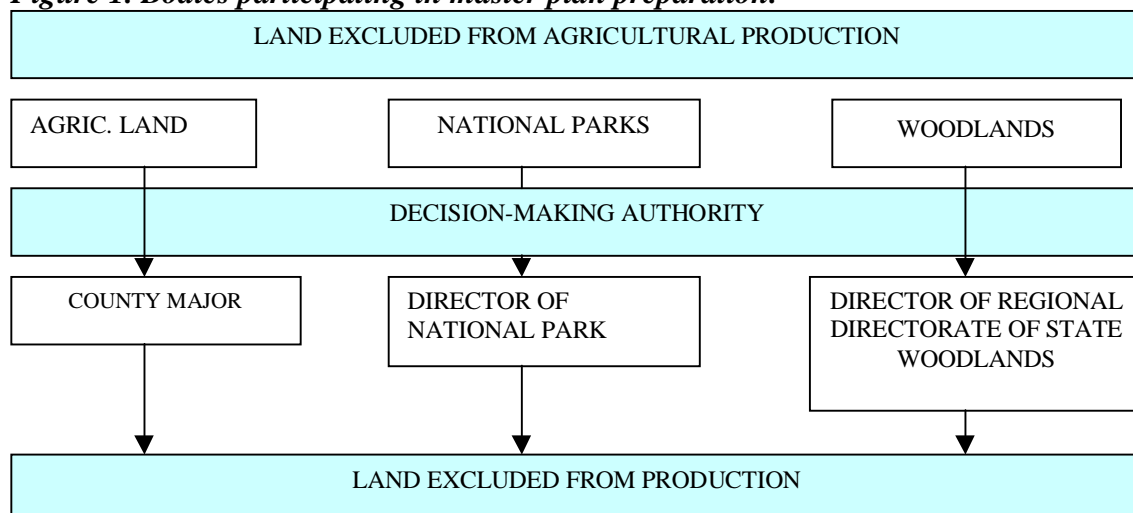 Figure 1. Bodies participating in master plan preparation.
LAND EXCLUDED FROM AGRICULTURAL PRODUCTION
AGRIC. LAND
NATIONAL PARKS
WOODLANDS
DECISION-MAKING AUTHORITY
COUNTY MAJOR
DIRECTOR OF
NATIONAL PARK
DIRECTOR OF REGIONAL
DIRECTORATE OF STATE
WOODLANDS
LAND EXCLUDED FROM PRODUCTION